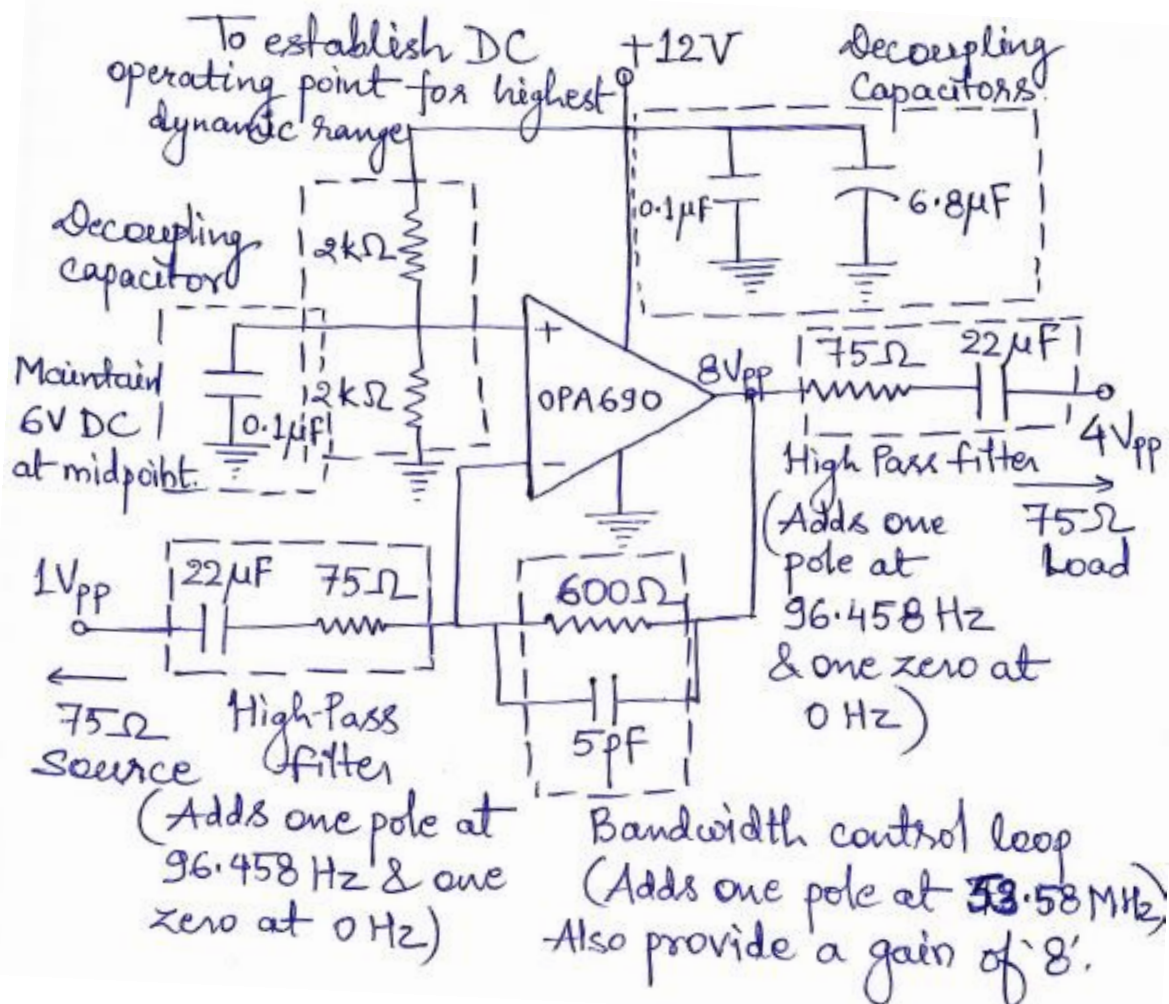 To establish DC
operating point for highest
dynamic range
+12V
Decoupling
Capacitors.
Decoupling
capacitor
2kΩ
0.1μF
6.8μF
Maintain
6V DC
at midpoint.
0.1μF
2kΩ
+
OPA690
−
8Vpp
75Ω
22μF
4Vpp
High Pass filter
(Adds one
pole at
96.458 Hz
& one zero at
0 Hz)
75Ω
Load
1Vpp
22μF
75Ω
75Ω
Source
High-Pass
filter
(Adds one pole at
96.458 Hz & one
zero at 0 Hz)
600Ω
5pF
Bandwidth control loop
(Adds one pole at 53.58 MHz)
Also provide a gain of '8'.